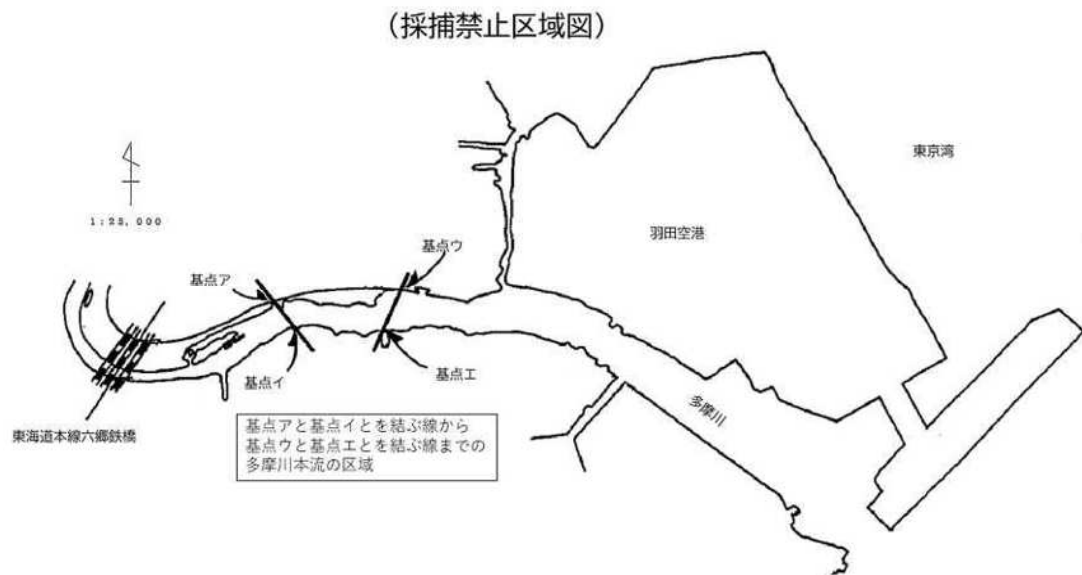 （採捕禁止区域図）
東京湾
1:25,000
羽田空港
基点ウ
基点ア
基点イ
基点エ
多摩川
東海道本線六郷鉄橋
基点アと基点イとを結ぶ線から
基点ウと基点エとを結ぶ線までの
多摩川本流の区域